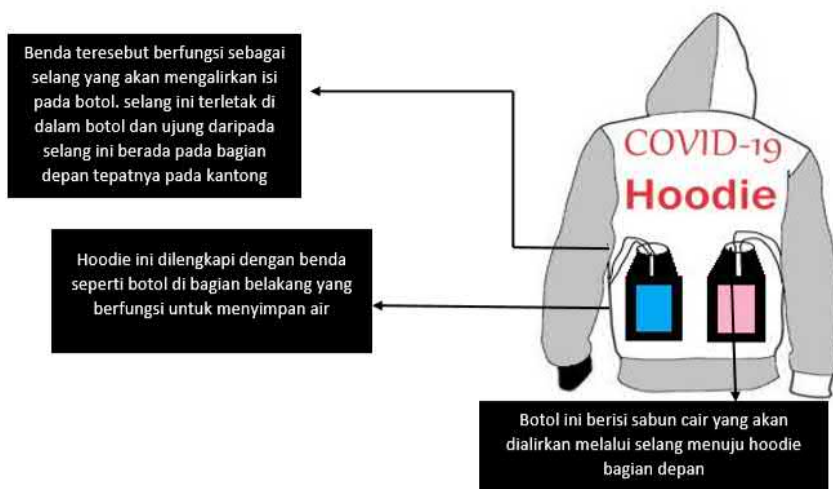 Benda teresebut berfungsi sebagai
selang yang akan mengalirkan isi
pada botol. selang ini terletak di
dalam botol dan ujung daripada
selang ini berada pada bagian
depan tepatnya pada kantong
COVID-19
Hoodie
Hoodie ini dilengkapi dengan benda
seperti botol di bagian belakang yang
berfungsi untuk menyimpan air
Botol ini berisi sabun cair yang akan
dialirkan melalui selang menuju hoodie
bagian depan